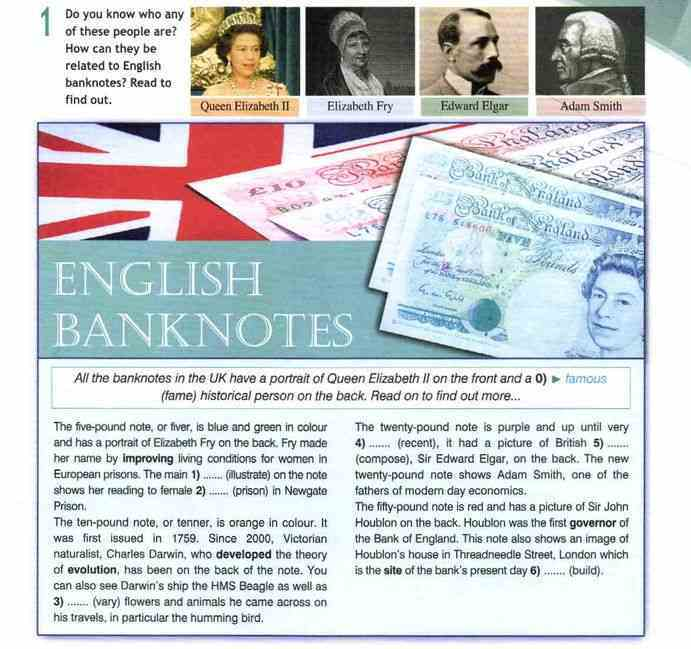 1
Do you know who any
of these people are?
How can they be
related to English
banknotes? Read to
find out.
Queen Elizabeth II
Elizabeth Fry
Edward Elgar
Adam Smith
£10
Bank of England
Bank of England
ENGLISH
BANKNOTES
All the banknotes in the UK have a portrait of Queen Elizabeth II on the front and a 0) ► famous
(fame) historical person on the back. Read on to find out more...
The five-pound note, or fiver, is blue and green in colour
and has a portrait of Elizabeth Fry on the back. Fry made
her name by improving living conditions for women in
European prisons. The main 1) ....... (illustrate) on the note
shows her reading to female 2) ....... (prison) in Newgate
Prison.
The ten-pound note, or tenner, is orange in colour. It
was first issued in 1759. Since 2000, Victorian
naturalist, Charles Darwin, who developed the theory
of evolution, has been on the back of the note. You
can also see Darwin's ship the HMS Beagle as well as
3) ....... (vary) flowers and animals he came across on
his travels, in particular the humming bird.
The twenty-pound note is purple and up until very
4) ....... (recent), it had a picture of British 5) .......
(compose), Sir Edward Elgar, on the back. The new
twenty-pound note shows Adam Smith, one of the
fathers of modern day economics.
The fifty-pound note is red and has a picture of Sir John
Houblon on the back. Houblon was the first governor of
the Bank of England. This note also shows an image of
Houblon's house in Threadneedle Street, London which
is the site of the bank's present day 6) ....... (build).